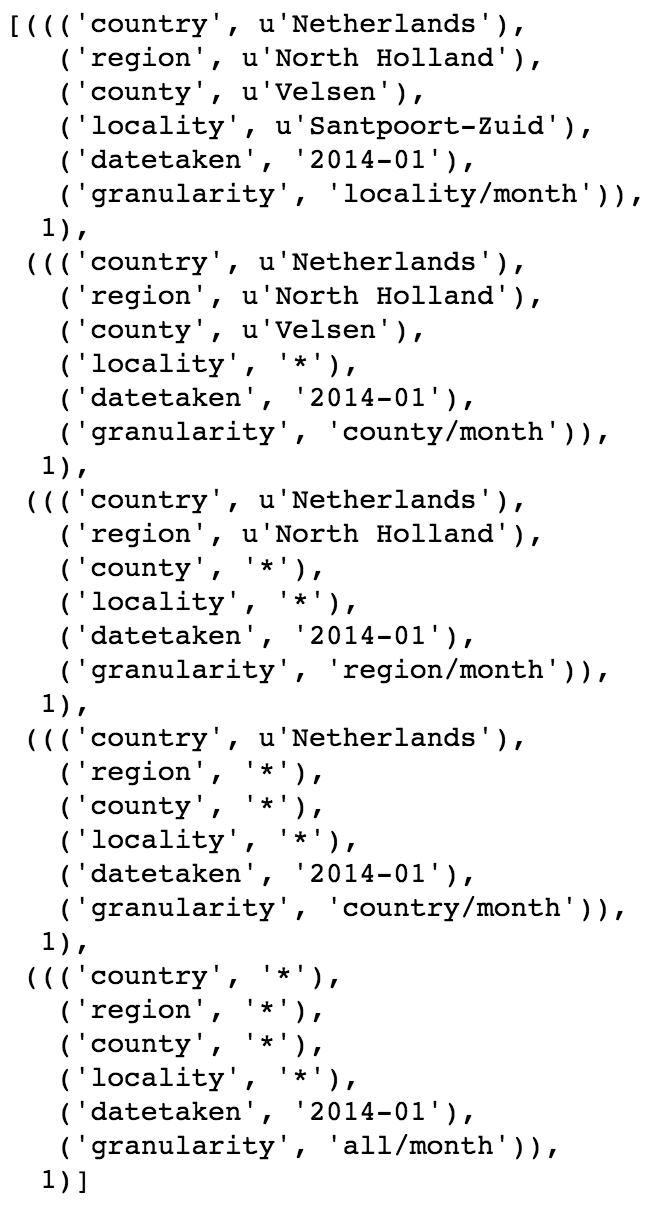 [((('country', u'Netherlands'),
   ('region', u'North Holland'),
   ('county', u'Velsen'),
   ('locality', u'Santpoort-Zuid'),
   ('datetaken', '2014-01'),
   ('granularity', 'locality/month')),
  1),
 ((('country', u'Netherlands'),
   ('region', u'North Holland'),
   ('county', u'Velsen'),
   ('locality', '*'),
   ('datetaken', '2014-01'),
   ('granularity', 'county/month')),
  1),
 ((('country', u'Netherlands'),
   ('region', u'North Holland'),
   ('county', '*'),
   ('locality', '*'),
   ('datetaken', '2014-01'),
   ('granularity', 'region/month')),
  1),
 ((('country', u'Netherlands'),
   ('region', '*'),
   ('county', '*'),
   ('locality', '*'),
   ('datetaken', '2014-01'),
   ('granularity', 'country/month')),
  1),
 ((('country', '*'),
   ('region', '*'),
   ('county', '*'),
   ('locality', '*'),
   ('datetaken', '2014-01'),
   ('granularity', 'all/month')),
  1)]